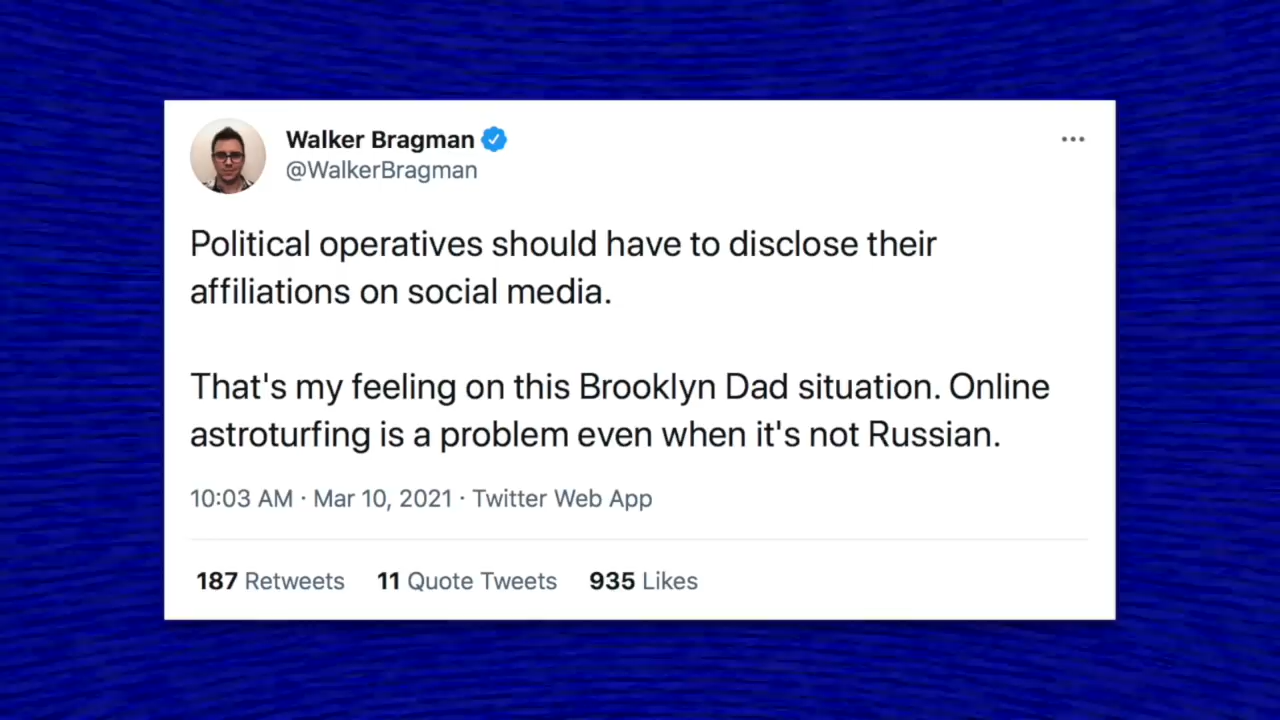 Walker Bragman
@WalkerBragman
Political operatives should have to disclose their
affiliations on social media.
That's my feeling on this Brooklyn Dad situation. Online
astroturfing is a problem even when it's not Russian.
10:03 AM · Mar 10, 2021 · Twitter Web App
187 Retweets 11 Quote Tweets 935 Likes